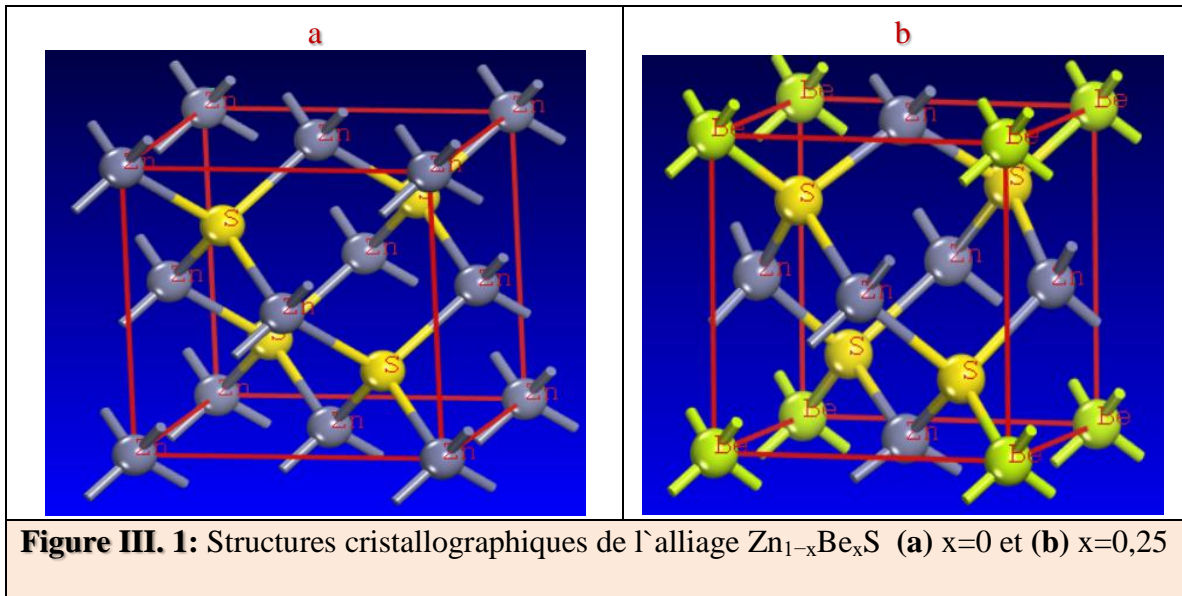 a
b
Zn
Zn
Zn
Zn
Zn
S
S
Zn
Zn
Zn
Zn
S
S
Zn
Zn
Zn
Zn
Zn
Be
Be
Zn
Be
Be
S
S
Zn
Zn
Zn
Zn
S
S
Be
Be
Zn
Be
Be
Figure III. 1: Structures cristallographiques de l`alliage Zn₁₋ₓBeₓS (a) x=0 et (b) x=0,25